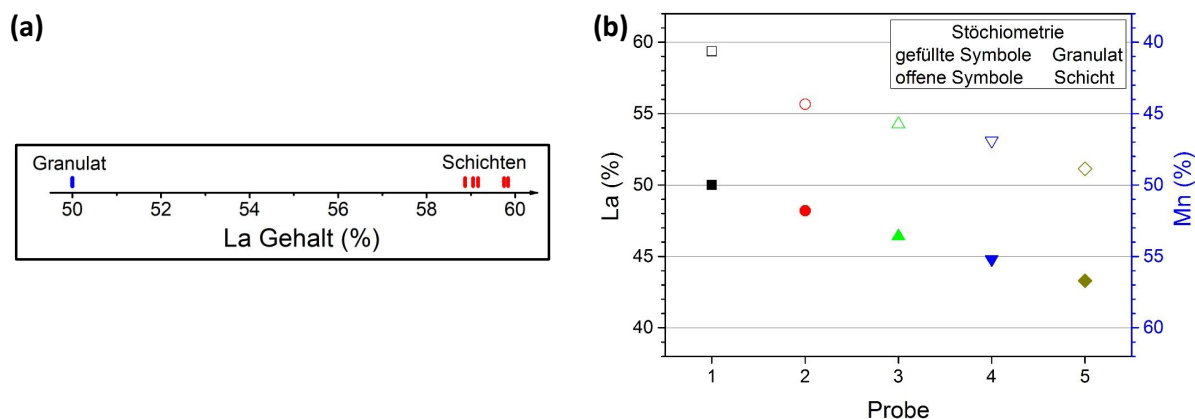 (a)
Granulat Schichten
50 52 54 56 58 60
La Gehalt (%)
(b)
Stöchiometrie
gefüllte Symbole Granulat
offene Symbole Schicht
60
55
50
45
40
La (%)
40
45
50
55
60
Mn (%)
1 2 3 4 5
Probe